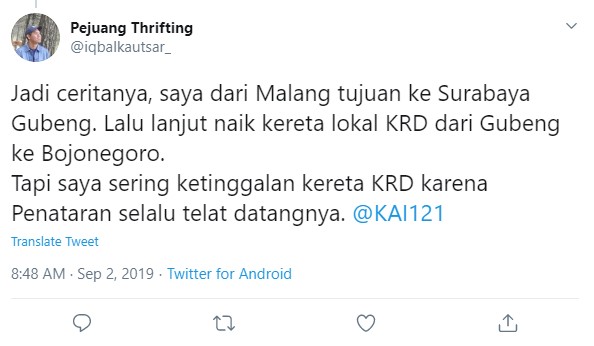 Pejuang Thrifting
@iqbalkautsar_
Jadi ceritanya, saya dari Malang tujuan ke Surabaya
Gubeng. Lalu lanjut naik kereta lokal KRD dari Gubeng
ke Bojonegoro.
Tapi saya sering ketinggalan kereta KRD karena
Penataran selalu telat datangnya. @KAI121
Translate Tweet
8:48 AM · Sep 2, 2019 · Twitter for Android